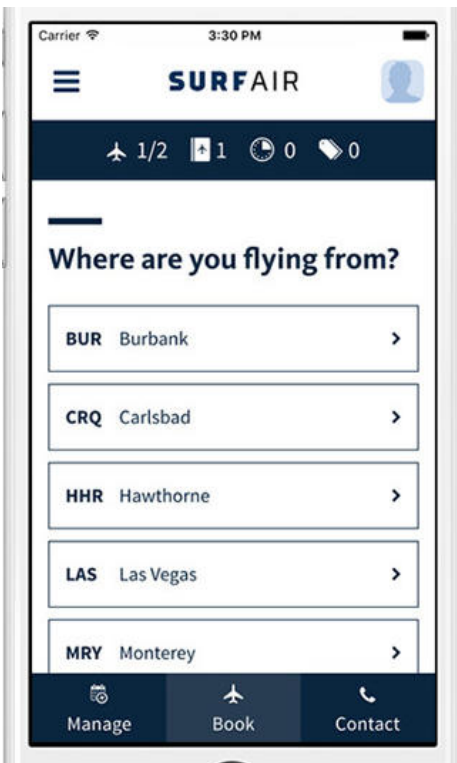 Carrier 3:30 PM
SURFAIR
1/2 1 0 0
Where are you flying from?
BUR Burbank
CRQ Carlsbad
HHR Hawthorne
LAS Las Vegas
MRY Monterey
Manage Book Contact